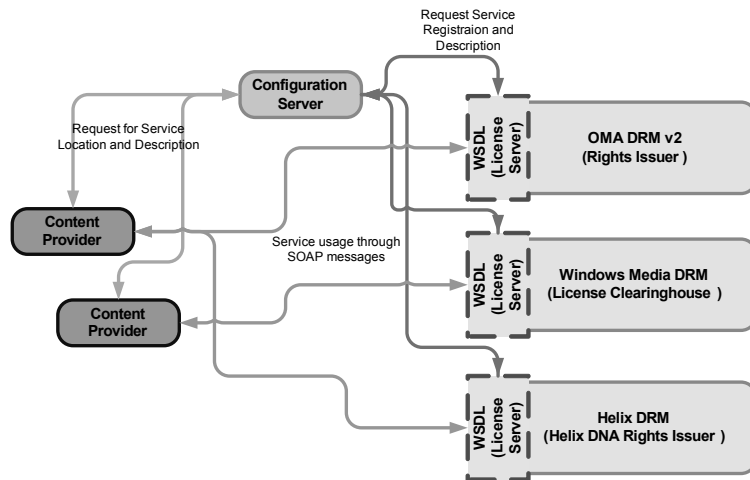 Request Service
Registraion and
Description
Configuration
Server
WSDL
(License
Server)
OMA DRM v2
(Rights Issuer )
Request for Service
Location and Description
Content
Provider
Service usage through
SOAP messages
WSDL
(License
Server)
Windows Media DRM
(License Clearinghouse )
Content
Provider
WSDL
(License
Server)
Helix DRM
(Helix DNA Rights Issuer )